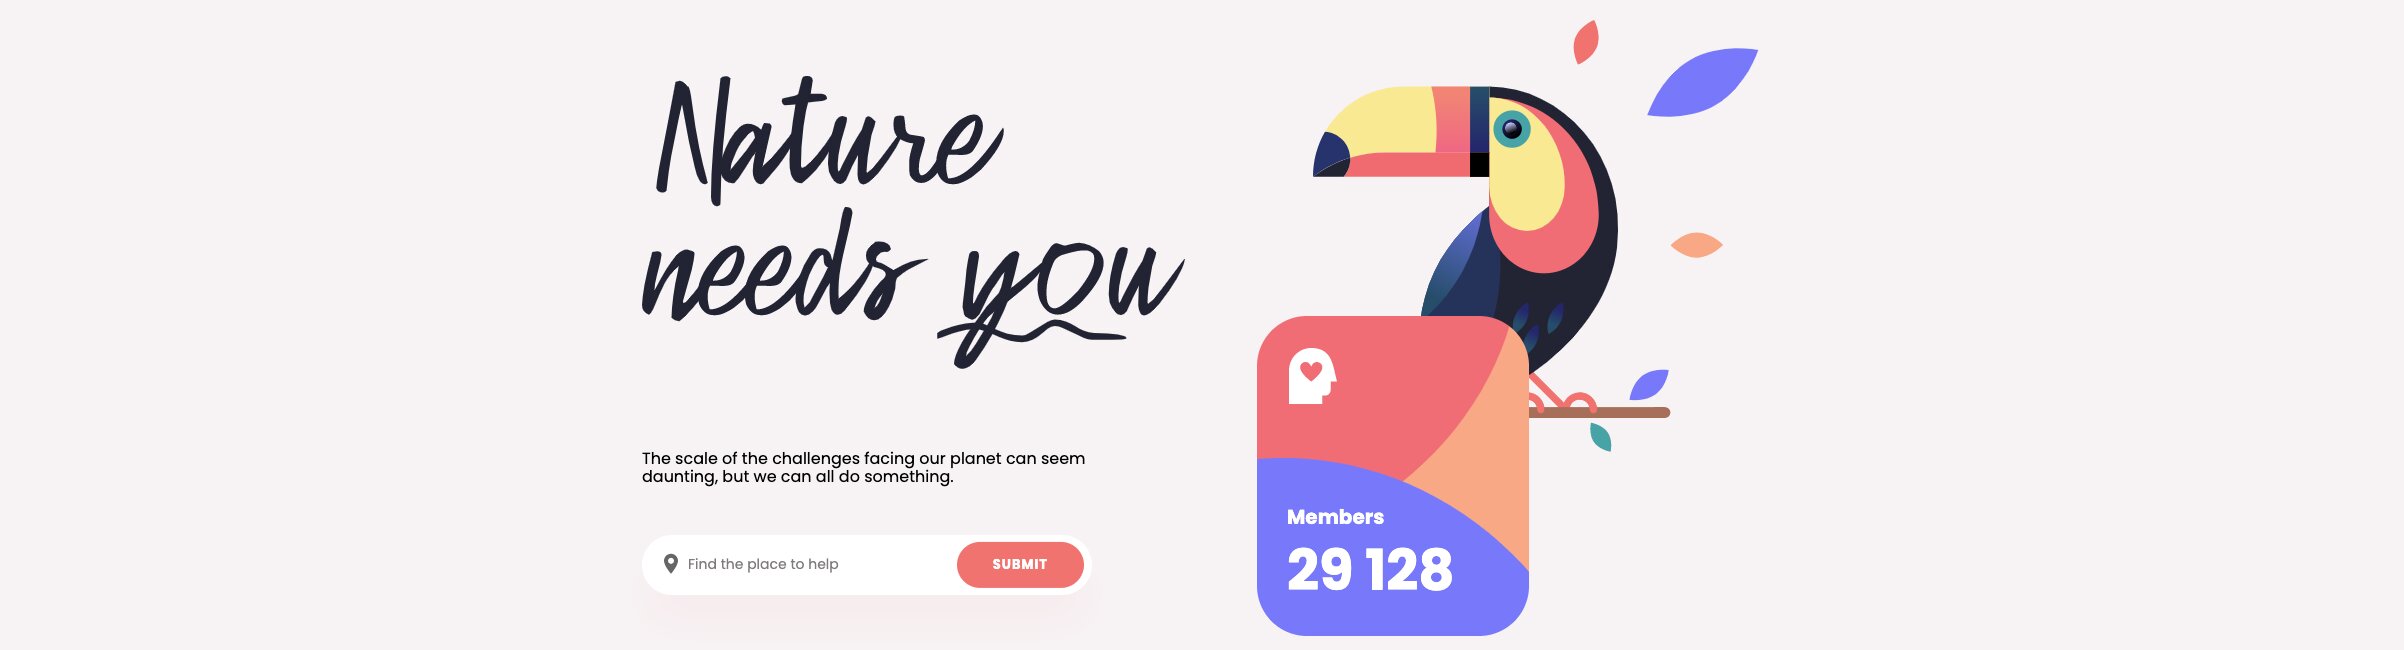 Nature
needs you
The scale of the challenges facing our planet can seem
daunting, but we can all do something.
Find the place to help
SUBMIT
Members
29 128